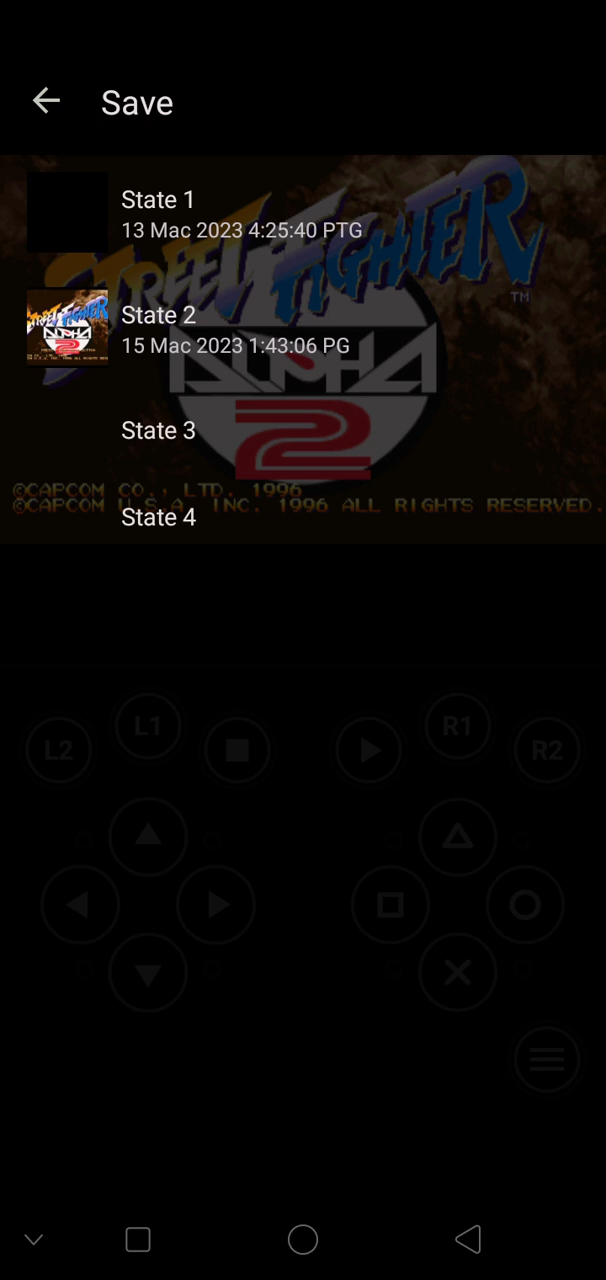 Save
State 1
13 Mac 2023 4:25:40 PTG
STREET FIGHTER
TM
State 2
15 Mac 2023 1:43:06 PG
ALPHA
2
State 3
©CAPCOM CO., LTD. 1996
©CAPCOM U.S.A. INC. 1996 ALL RIGHTS RESERVED.
State 4
L2 L1 R1 R2